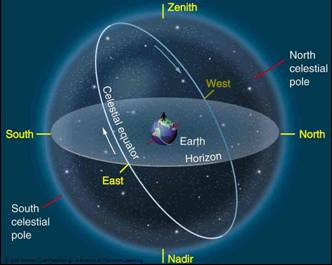 Zenith
North
celestial
pole
West
Celestial equator
South
Earth
North
Horizon
East
South
celestial
pole
Nadir